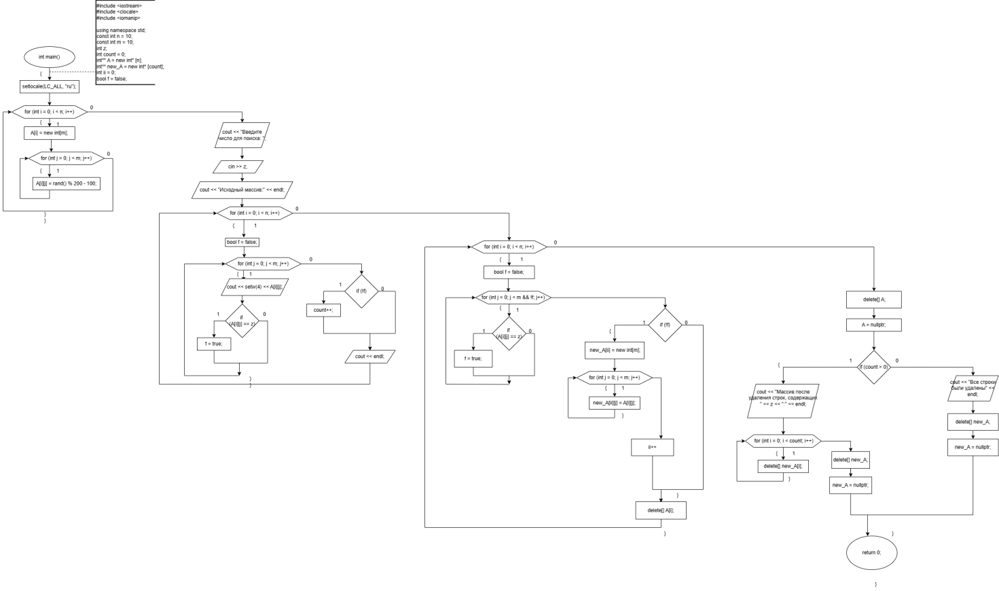 #include <iostream>
#include <clocale>
#include <iomanip>
using namespace std;
const int n = 10;
const int m = 10;
int z;
int count = 0;
int** A = new int* [n];
int** new_A = new int* [count];
int ii = 0;
bool f = false;
int main()
{
setlocale(LC_ALL, "ru");
for (int i = 0; i < n; i++)
0
{
1
A[i] = new int[m];
for (int j = 0; j < m; j++)
0
{
1
A[i][j] = rand() % 200 - 100;
}
}
cout << "Введите
число для поиска: ";
cin >> z;
cout << "Исходный массив:" << endl;
for (int i = 0; i < n; i++)
0
{
1
bool f = false;
for (int j = 0; j < m; j++)
0
{
1
cout << setw(4) << A[i][j];
if
(A[i][j] == z)
1
0
f = true;
if (!f)
1
0
count++;
cout << endl;
}
}
for (int i = 0; i < n; i++)
0
{
1
bool f = false;
for (int j = 0; j < m && !f; j++)
{
1
if
(A[i][j] == z)
1
0
f = true;
if (!f)
1
0
{
new_A[ii] = new int[m];
for (int j = 0; j < m; j++)
{
1
new_A[ii][j] = A[i][j];
}
ii++
}
delete[] A[i];
}
delete[] A;
A = nullptr;
if (count > 0)
1
0
{
cout << "Массив после
удаления строк, содержащих
" << z << ":" << endl;
for (int i = 0; i < count; i++)
{
1
delete[] new_A[i];
}
delete[] new_A;
new_A = nullptr;
cout << "Все строки
были удалены" <<
endl;
delete[] new_A;
new_A = nullptr;
}
return 0;
}